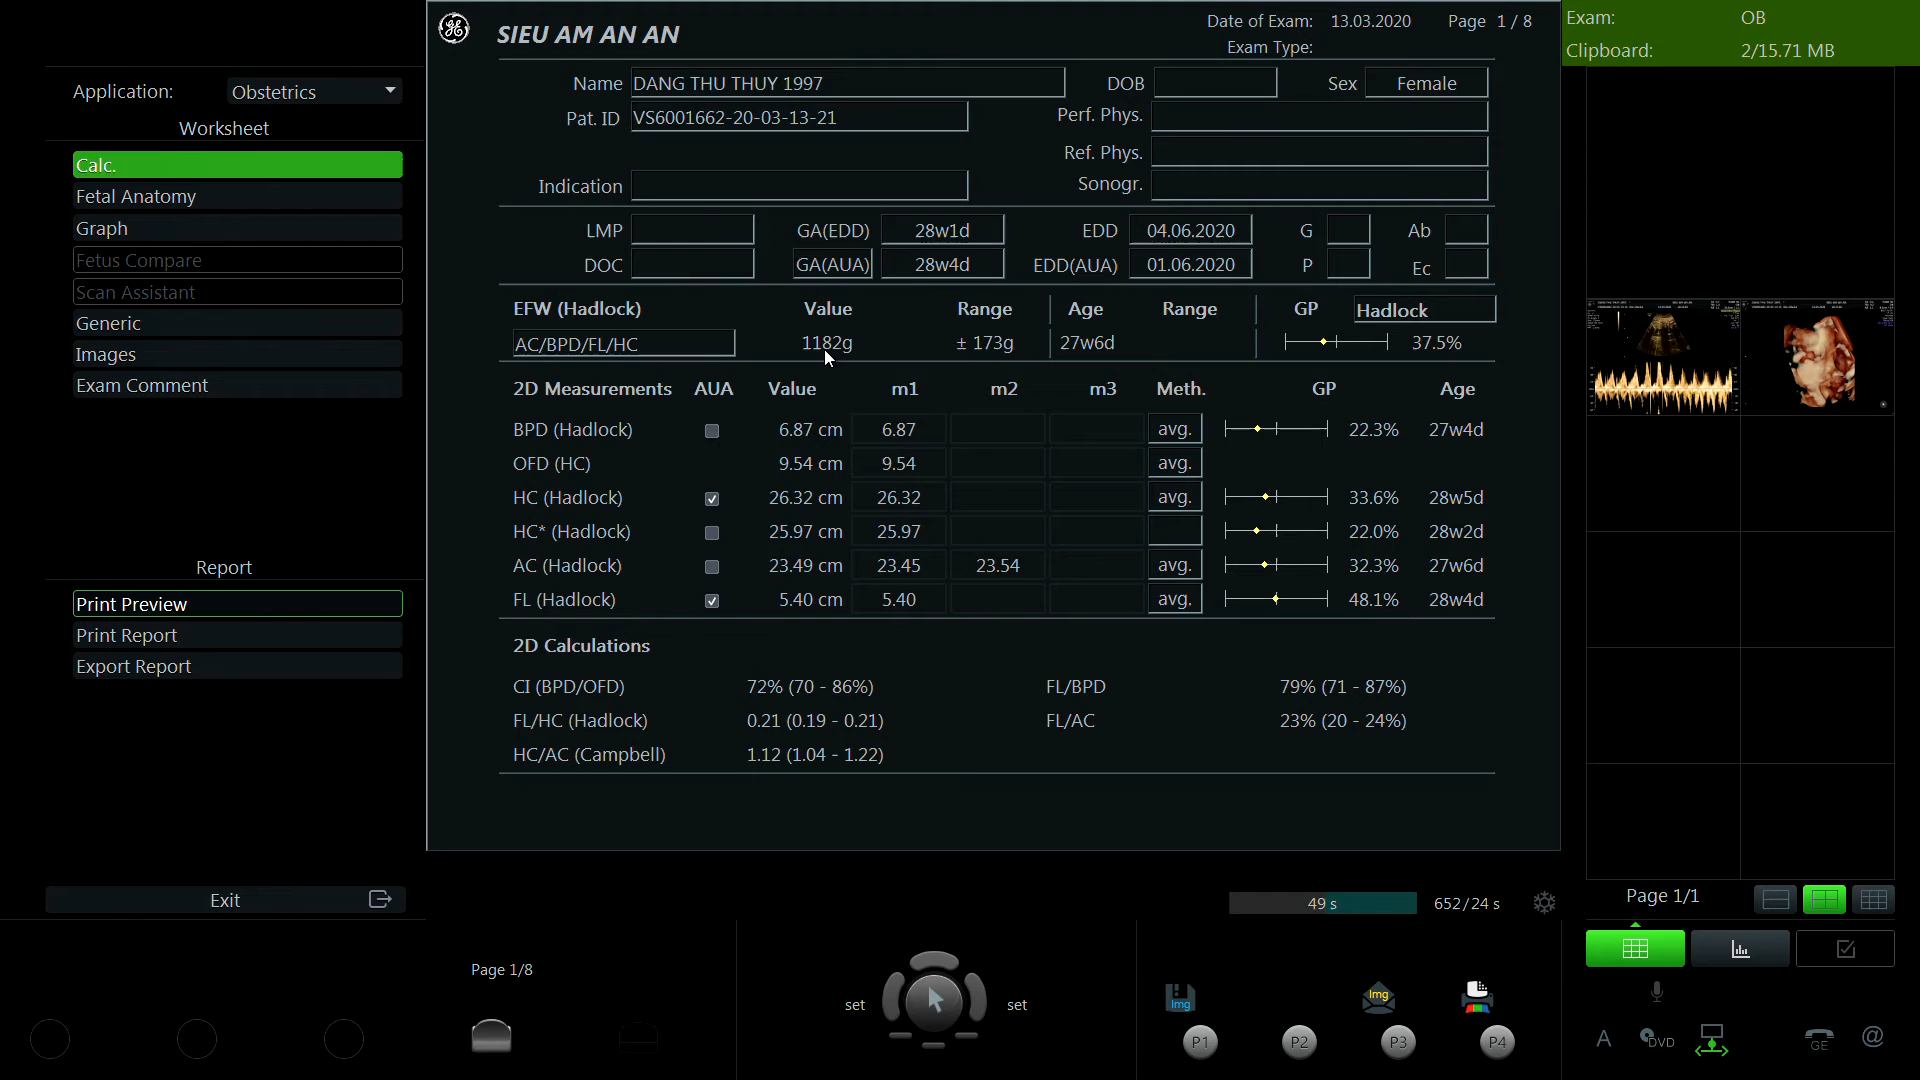 SIEU AM AN AN
Date of Exam: 13.03.2020 Page 1 / 8
Exam Type:
Exam: OB
Clipboard: 2/15.71 MB
Application: Obstetrics
Worksheet
Calc.
Fetal Anatomy
Graph
Fetus Compare
Scan Assistant
Generic
Images
Exam Comment
Report
Print Preview
Print Report
Export Report
Exit
Name DANG THU THUY 1997 DOB Sex Female
Pat. ID VS6001662-20-03-13-21 Perf. Phys.
Ref. Phys.
Indication Sonogr.
LMP GA(EDD) 28w1d EDD 04.06.2020 G Ab
DOC GA(AUA) 28w4d EDD(AUA) 01.06.2020 P Ec
EFW (Hadlock) Value Range Age Range GP Hadlock
AC/BPD/FL/HC 1182g ± 173g 27w6d 37.5%
2D Measurements AUA Value m1 m2 m3 Meth. GP Age
BPD (Hadlock) 6.87 cm 6.87 avg. 22.3% 27w4d
OFD (HC) 9.54 cm 9.54 avg.
HC (Hadlock) 26.32 cm 26.32 avg. 33.6% 28w5d
HC* (Hadlock) 25.97 cm 25.97 22.0% 28w2d
AC (Hadlock) 23.49 cm 23.45 23.54 avg. 32.3% 27w6d
FL (Hadlock) 5.40 cm 5.40 avg. 48.1% 28w4d
2D Calculations
CI (BPD/OFD) 72% (70 - 86%) FL/BPD 79% (71 - 87%)
FL/HC (Hadlock) 0.21 (0.19 - 0.21) FL/AC 23% (20 - 24%)
HC/AC (Campbell) 1.12 (1.04 - 1.22)
49 s 652/24 s
Page 1/1
Page 1/8
set set
Img Img
P1 P2 P3 P4
A DVD GE @